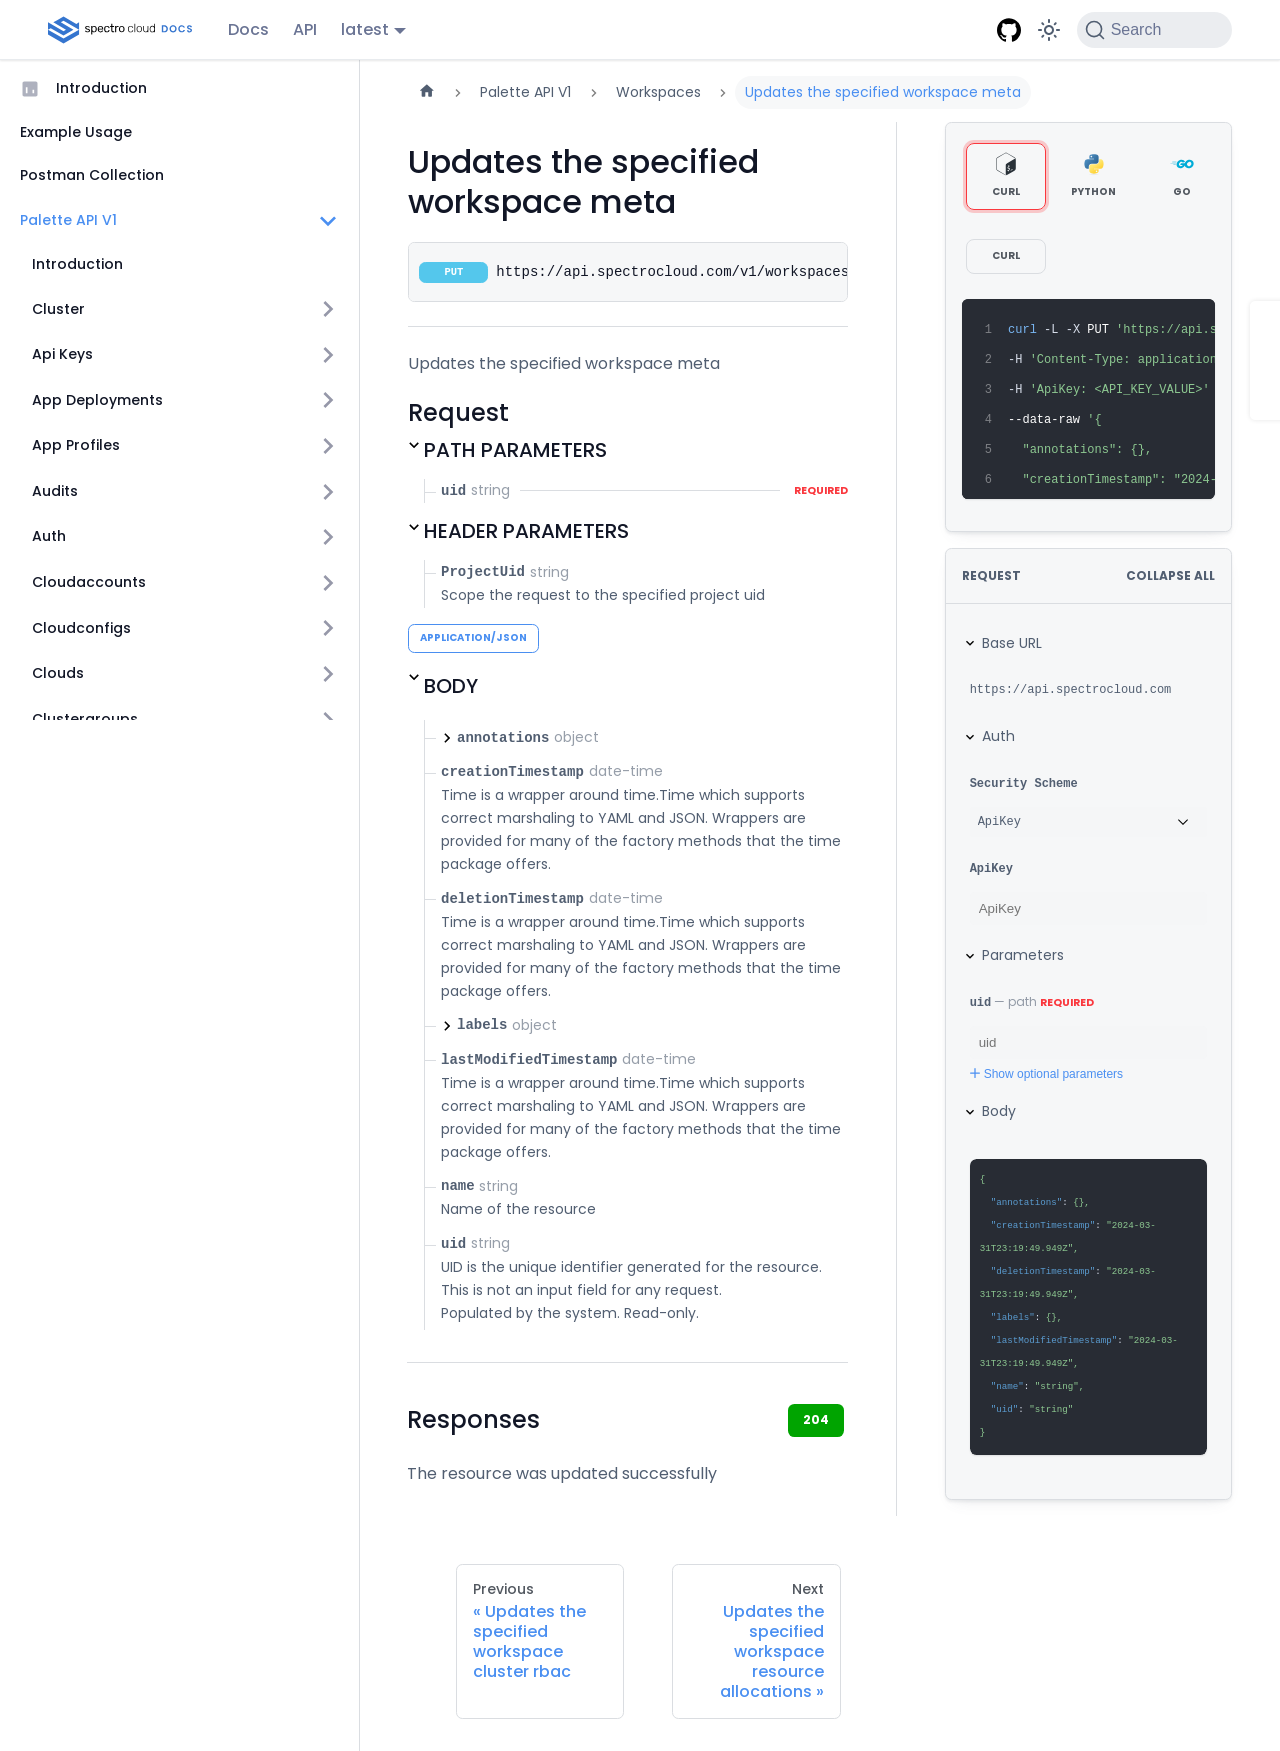 spectro cloud DOCS
Docs
API
latest
Search
Introduction
Example Usage
Postman Collection
Palette API V1
Introduction
Cluster
Api Keys
App Deployments
App Profiles
Audits
Auth
Cloudaccounts
Cloudconfigs
Clouds
Clustergroups
Palette API V1
Workspaces
Updates the specified workspace meta
Updates the specified
workspace meta
PUT https://api.spectrocloud.com/v1/workspaces
Updates the specified workspace meta
Request
PATH PARAMETERS
uid string REQUIRED
HEADER PARAMETERS
ProjectUid string
Scope the request to the specified project uid
APPLICATION/JSON
BODY
annotations object
creationTimestamp date-time
Time is a wrapper around time.Time which supports
correct marshaling to YAML and JSON. Wrappers are
provided for many of the factory methods that the time
package offers.
deletionTimestamp date-time
Time is a wrapper around time.Time which supports
correct marshaling to YAML and JSON. Wrappers are
provided for many of the factory methods that the time
package offers.
labels object
lastModifiedTimestamp date-time
Time is a wrapper around time.Time which supports
correct marshaling to YAML and JSON. Wrappers are
provided for many of the factory methods that the time
package offers.
name string
Name of the resource
uid string
UID is the unique identifier generated for the resource.
This is not an input field for any request.
Populated by the system. Read-only.
Responses
204
The resource was updated successfully
Previous
« Updates the
specified
workspace
cluster rbac
Next
Updates the
specified
workspace
resource
allocations »
CURL
PYTHON
GO
CURL
1 curl -L -X PUT 'https://api.s
2 -H 'Content-Type: application
3 -H 'ApiKey: <API_KEY_VALUE>'
4 --data-raw '{
5 "annotations": {},
6 "creationTimestamp": "2024-
REQUEST
COLLAPSE ALL
Base URL
https://api.spectrocloud.com
Auth
Security Scheme
ApiKey
ApiKey
ApiKey
Parameters
uid — path REQUIRED
uid
Show optional parameters
Body
{
"annotations": {},
"creationTimestamp": "2024-03-
31T23:19:49.949Z",
"deletionTimestamp": "2024-03-
31T23:19:49.949Z",
"labels": {},
"lastModifiedTimestamp": "2024-03-
31T23:19:49.949Z",
"name": "string",
"uid": "string"
}